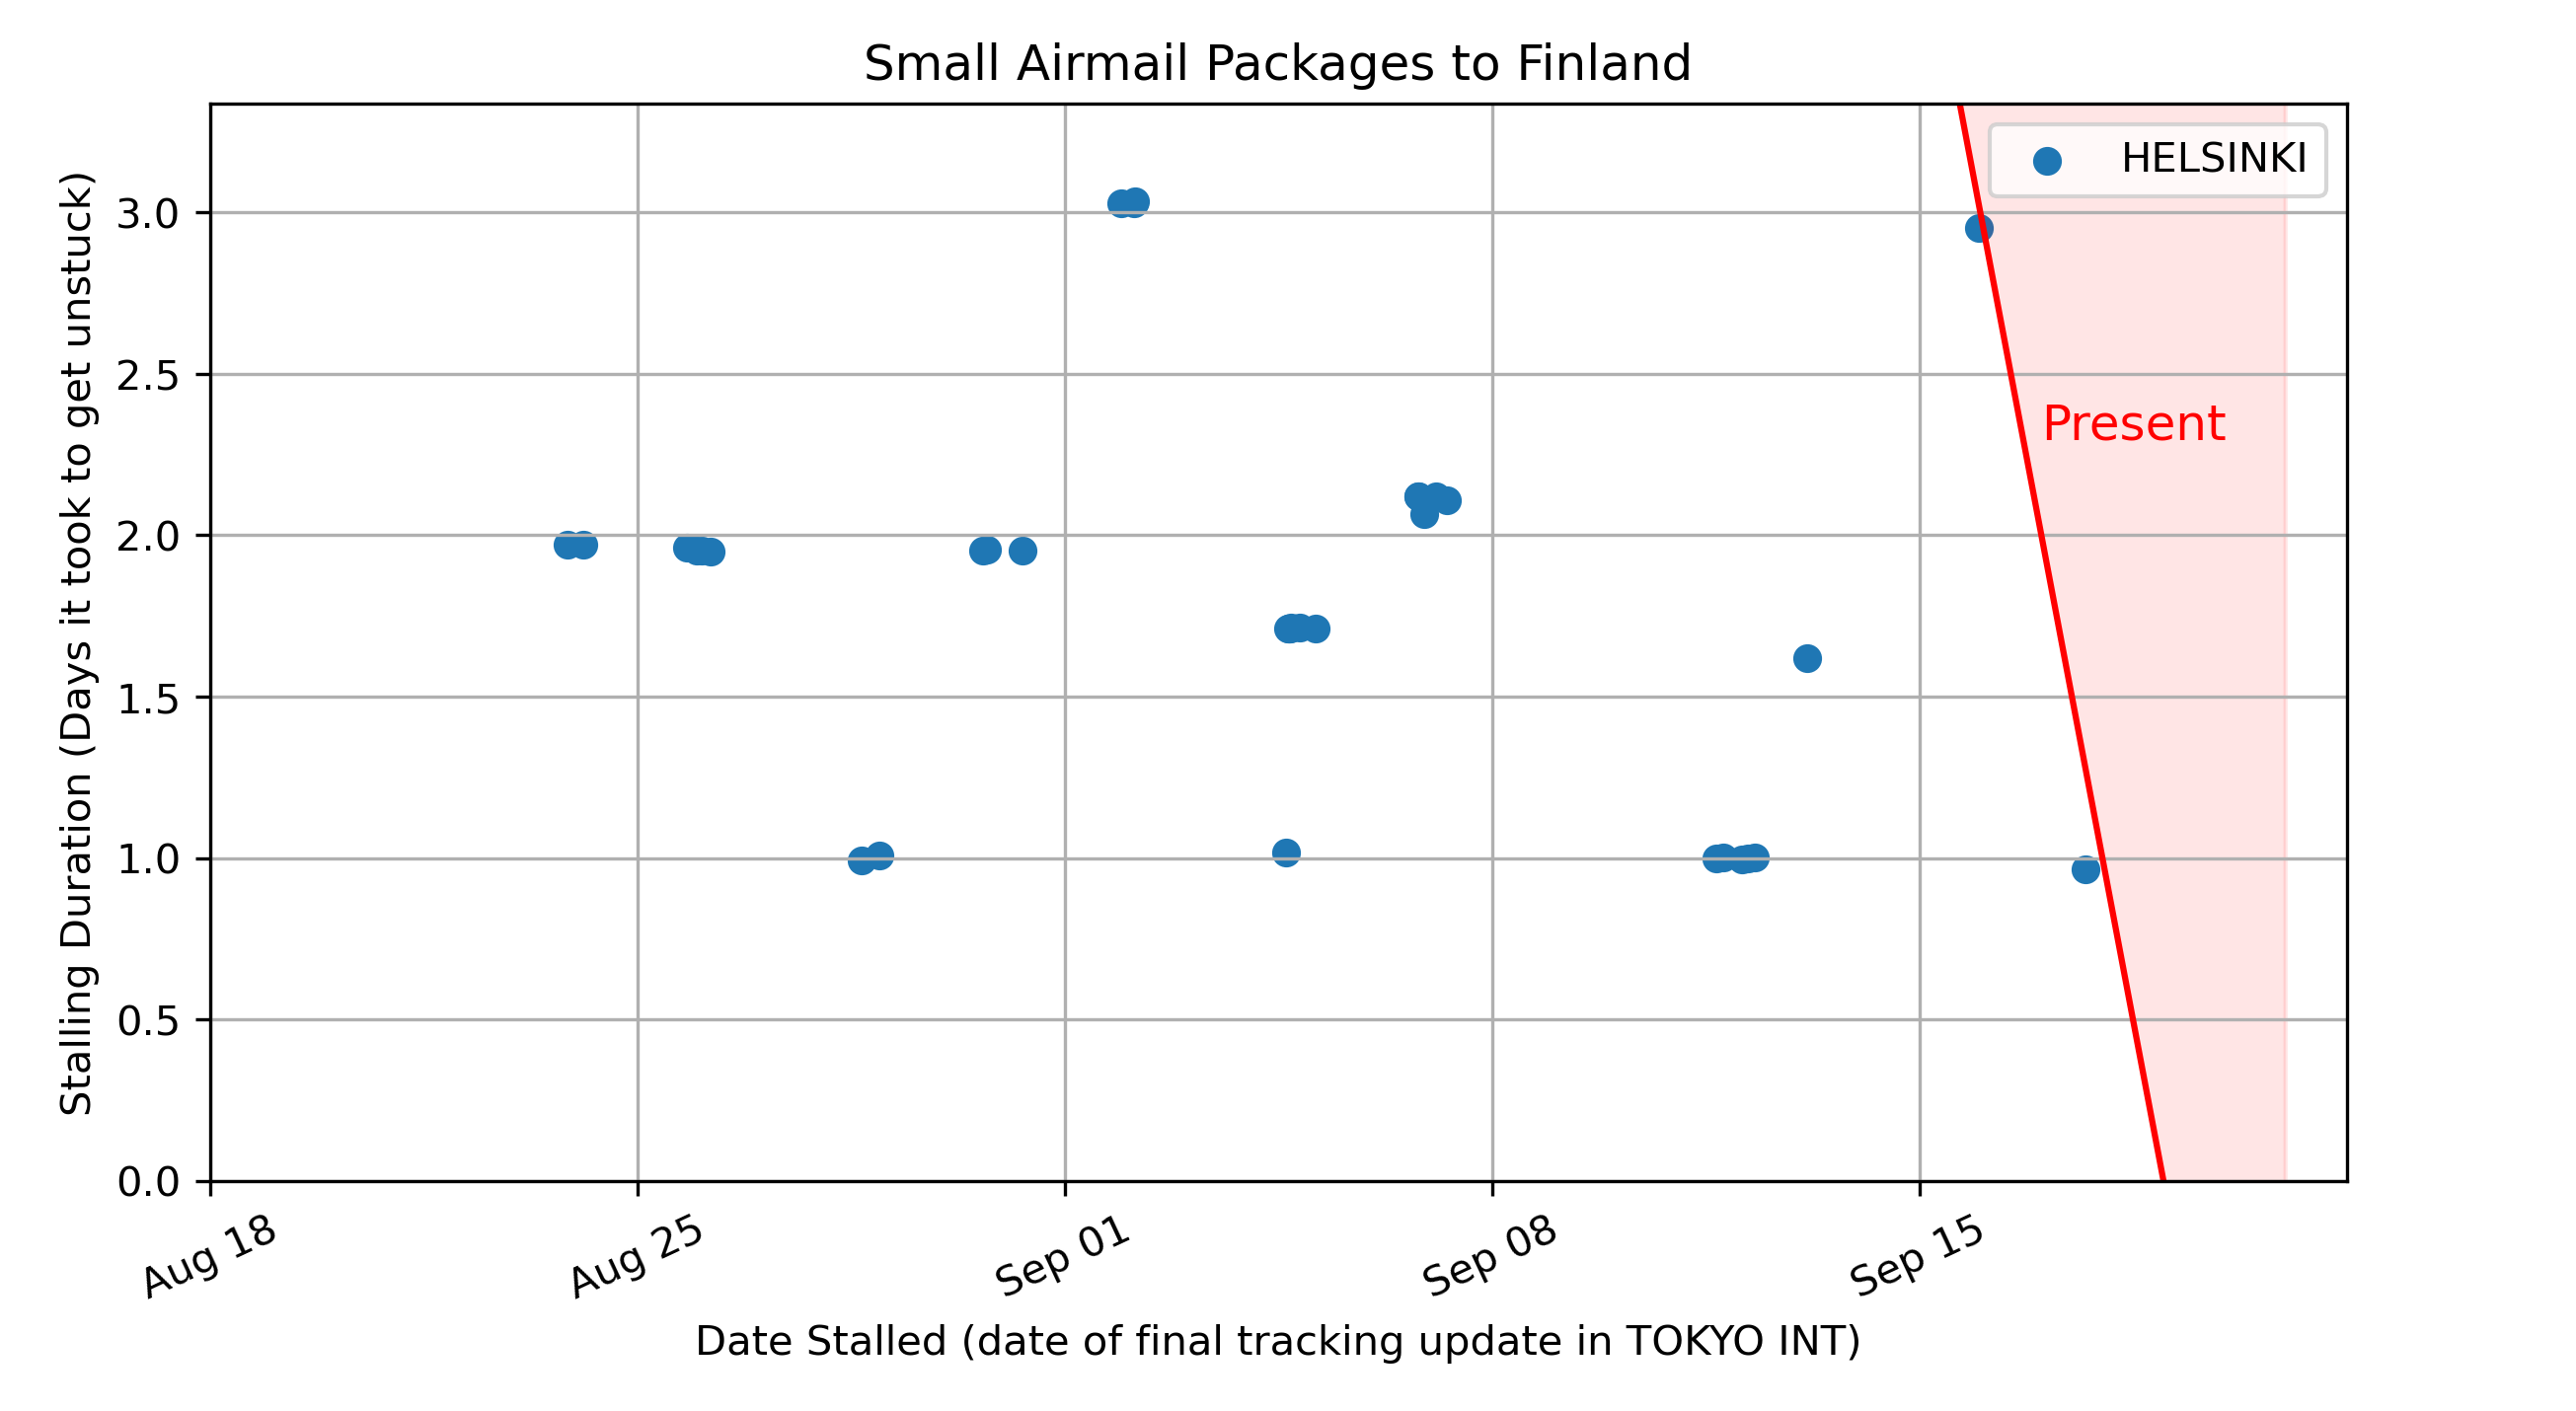 Small Airmail Packages to Finland
HELSINKI
Present
Stalling Duration (Days it took to get unstuck)
3.0
2.5
2.0
1.5
1.0
0.5
0.0
Aug 18
Aug 25
Sep 01
Sep 08
Sep 15
Date Stalled (date of final tracking update in TOKYO INT)